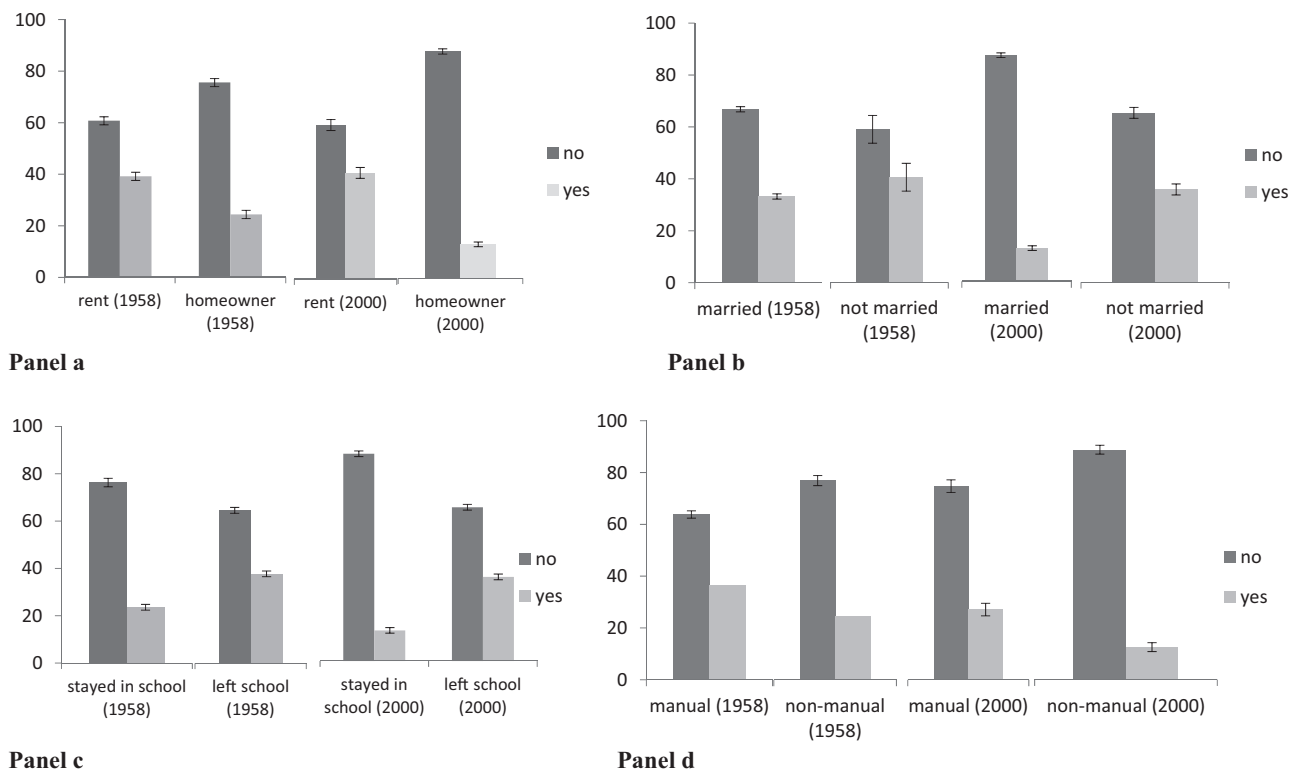 100
80
60
40
20
0
rent (1958)
homeowner
(1958)
rent (2000)
homeowner
(2000)
no
yes
Panel a
100
80
60
40
20
0
married (1958)
not married
(1958)
married
(2000)
not married
(2000)
no
yes
Panel b
100
80
60
40
20
0
stayed in school
(1958)
left school
(1958)
stayed in
school (2000)
left school
(2000)
no
yes
Panel c
100
80
60
40
20
0
manual (1958)
non-manual
(1958)
manual (2000)
non-manual (2000)
no
yes
Panel d